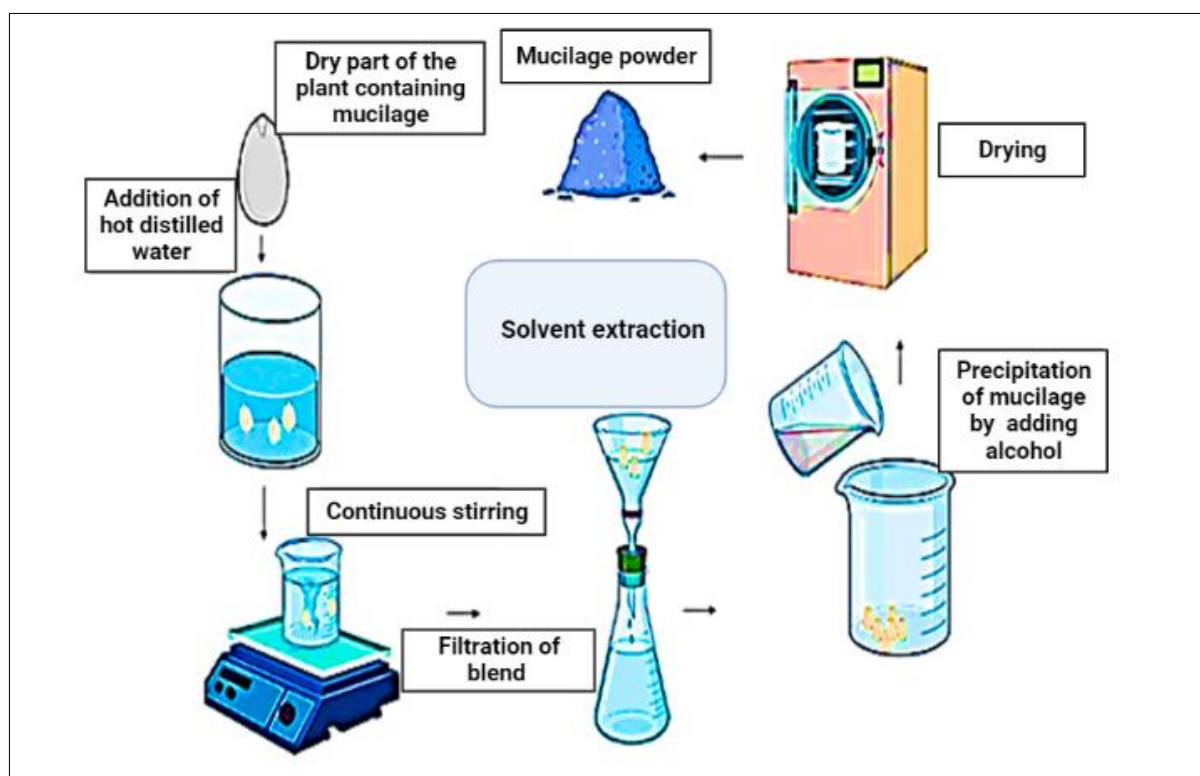 Dry part of the
plant containing
mucilage
Mucilage powder
Drying
Addition of
hot distilled
water
Solvent extraction
Precipitation
of mucilage
by adding
alcohol
Continuous stirring
Filtration of
blend